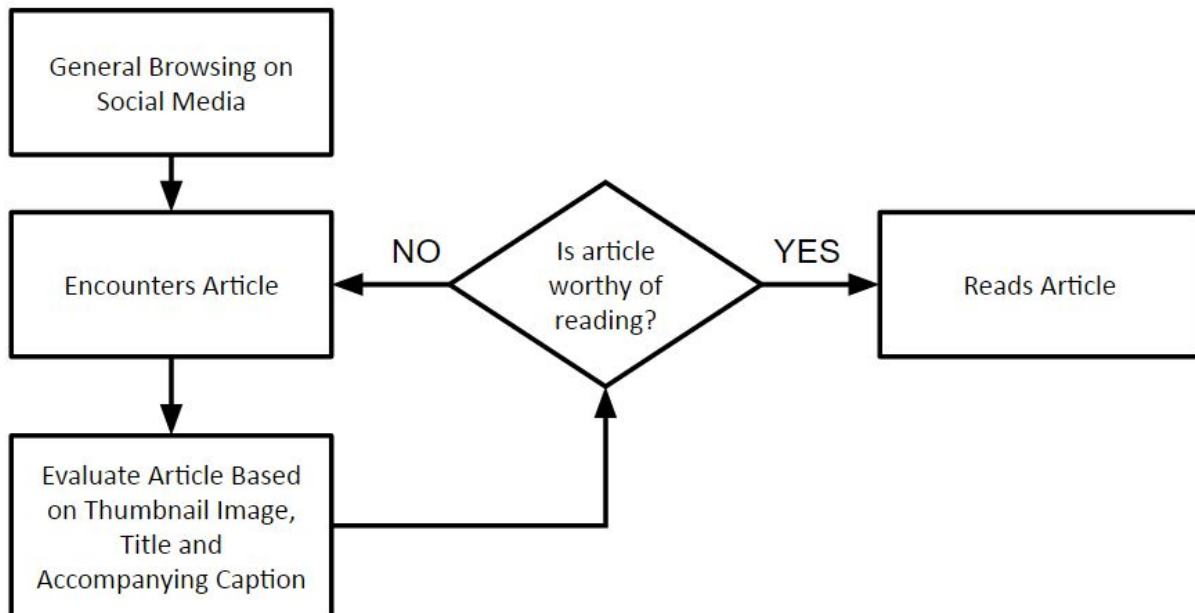 General Browsing on
Social Media
Encounters Article
NO
Is article
worthy of
reading?
YES
Reads Article
Evaluate Article Based
on Thumbnail Image,
Title and
Accompanying Caption